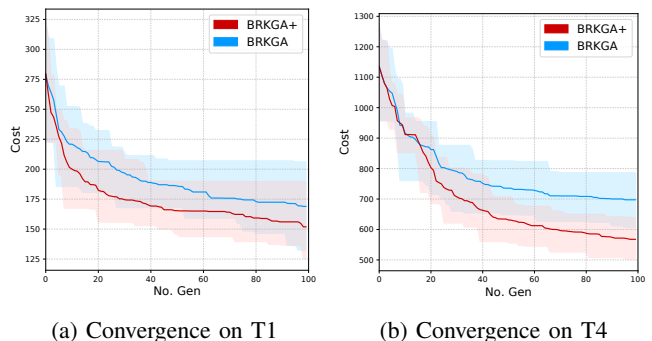 325
300
275
250
225
200
175
150
125
Cost
0 20 40 60 80 100
No. Gen
BRKGA+
BRKGA
(a) Convergence on T1
1300
1200
1100
1000
900
800
700
600
500
Cost
0 20 40 60 80 100
No. Gen
BRKGA+
BRKGA
(b) Convergence on T4